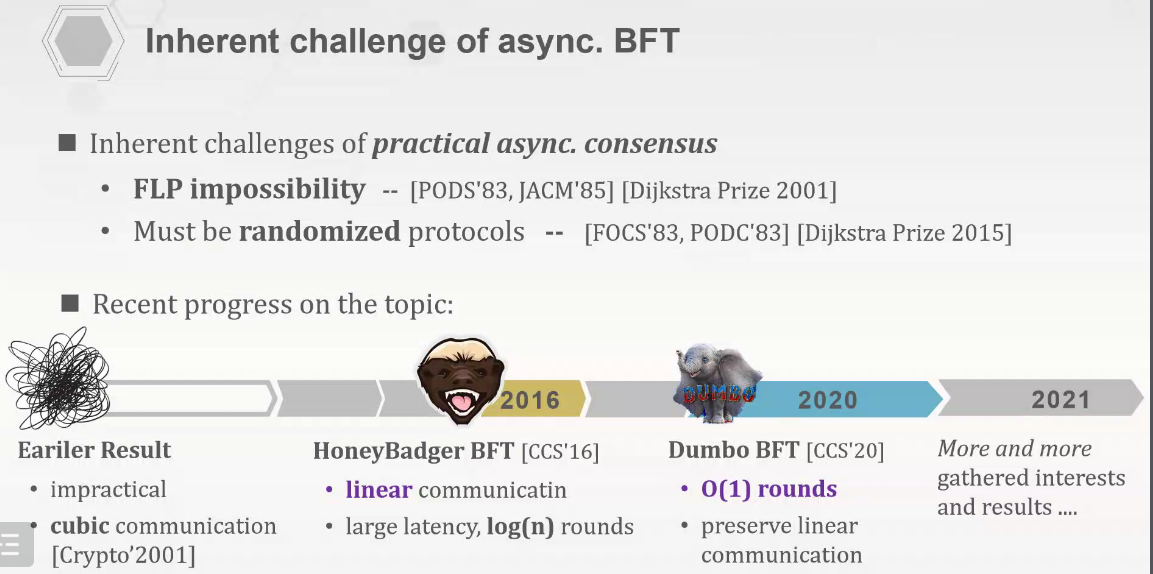 Inherent challenge of async. BFT
■ Inherent challenges of practical async. consensus
• FLP impossibility -- [PODS'83, JACM'85] [Dijkstra Prize 2001]
• Must be randomized protocols -- [FOCS'83, PODC'83] [Dijkstra Prize 2015]
■ Recent progress on the topic:
DUMBO
2016
2020
2021
Eariler Result
• impractical
• cubic communication
[Crypto’2001]
HoneyBadger BFT [CCS'16]
• linear communicatin
• large latency, log(n) rounds
Dumbo BFT [CCS'20]
• O(1) rounds
• preserve linear
communication
More and more
gathered interests
and results ....